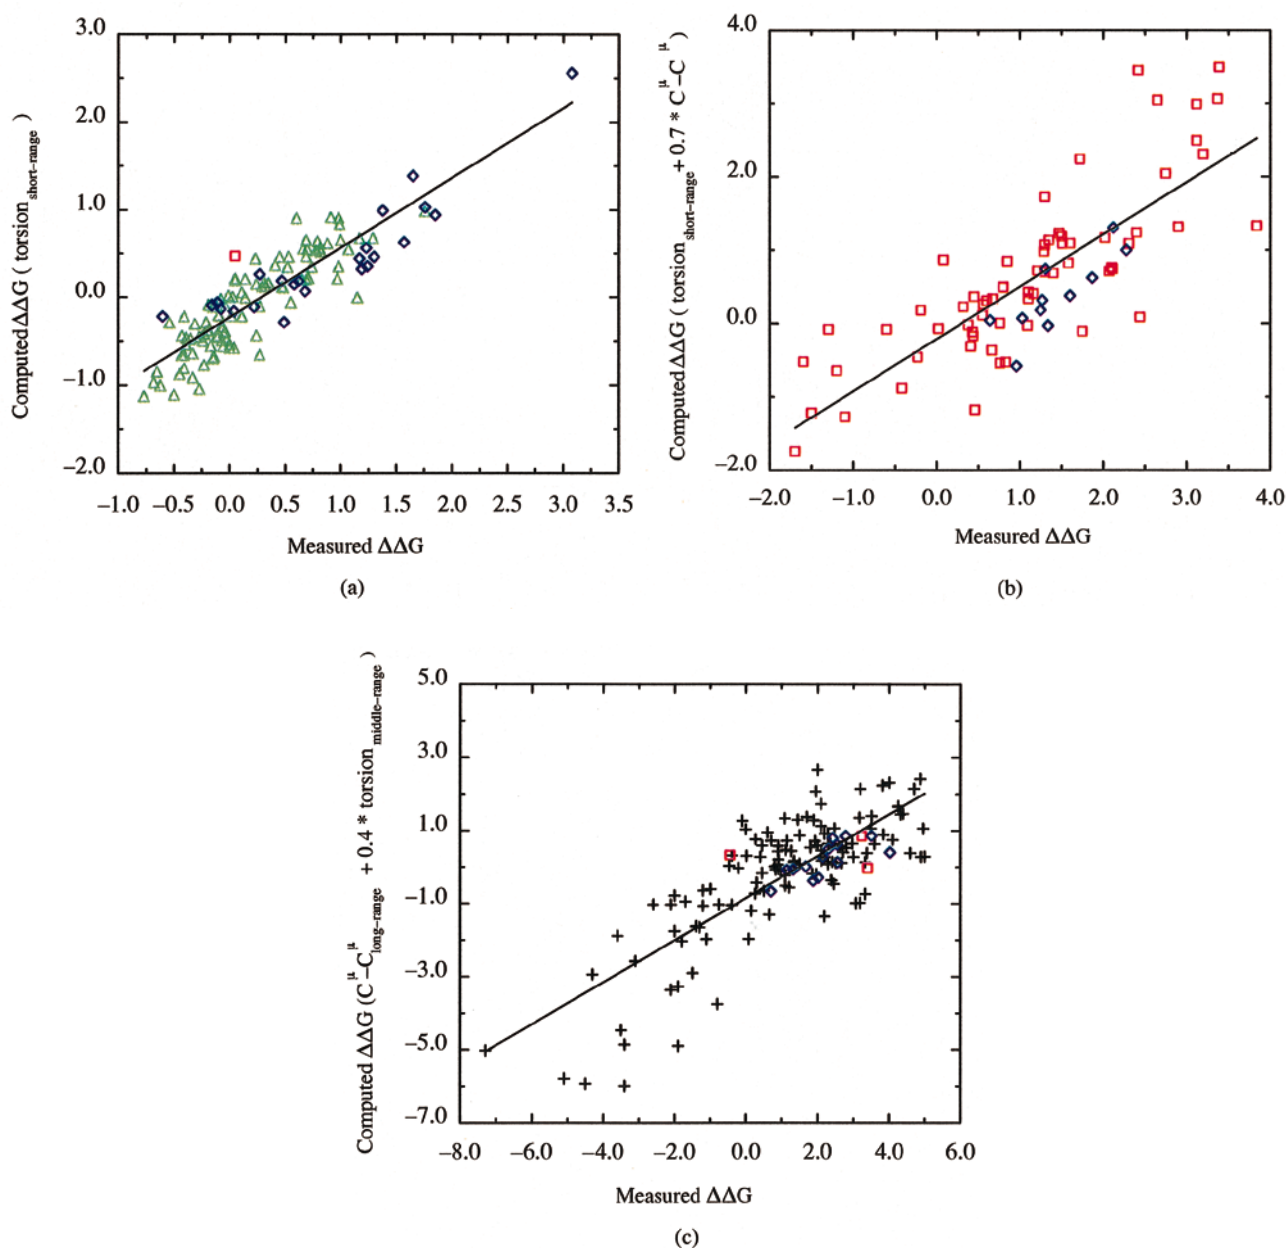 3.0
2.0
1.0
0.0
−1.0
−2.0
−1.0 −0.5 0.0 0.5 1.0 1.5 2.0 2.5 3.0 3.5
Computed ΔΔG ( torsion short−range )
Measured ΔΔG
(a)
4.0
2.0
0.0
−2.0
−2.0 −1.0 0.0 1.0 2.0 3.0 4.0
Computed ΔΔG ( torsion short−range + 0.7 * C μ −C μ )
Measured ΔΔG
(b)
5.0
3.0
1.0
−1.0
−3.0
−5.0
−7.0
−8.0 −6.0 −4.0 −2.0 0.0 2.0 4.0 6.0
Computed ΔΔG (C μ −C μ long−range + 0.4 * torsion middle−range )
Measured ΔΔG
(c)